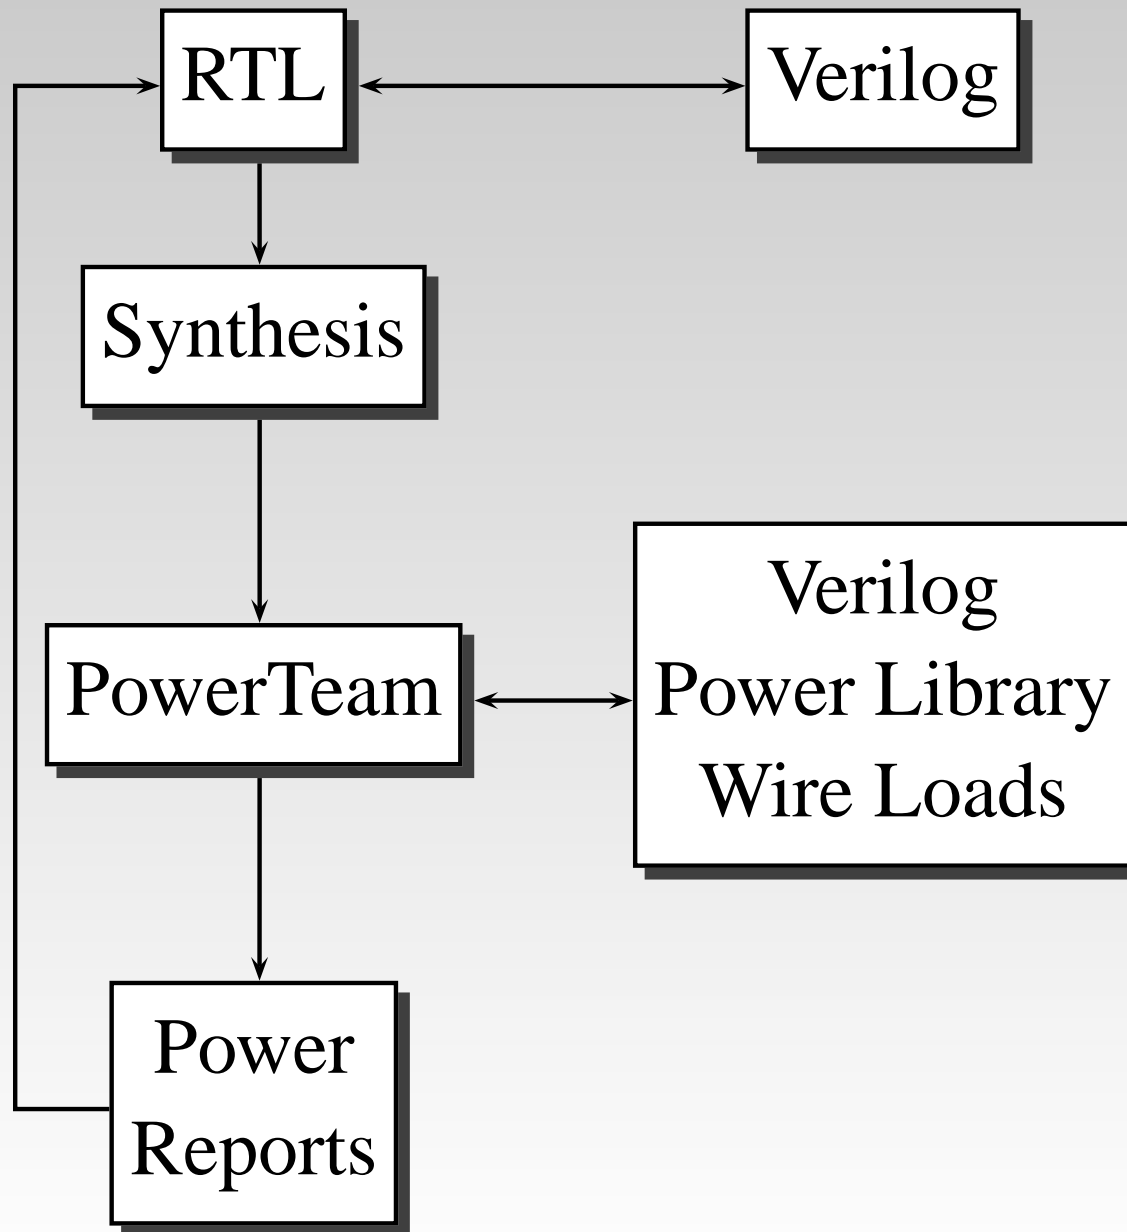 RTL
Verilog
Synthesis
PowerTeam
Verilog
Power Library
Wire Loads
Power
Reports